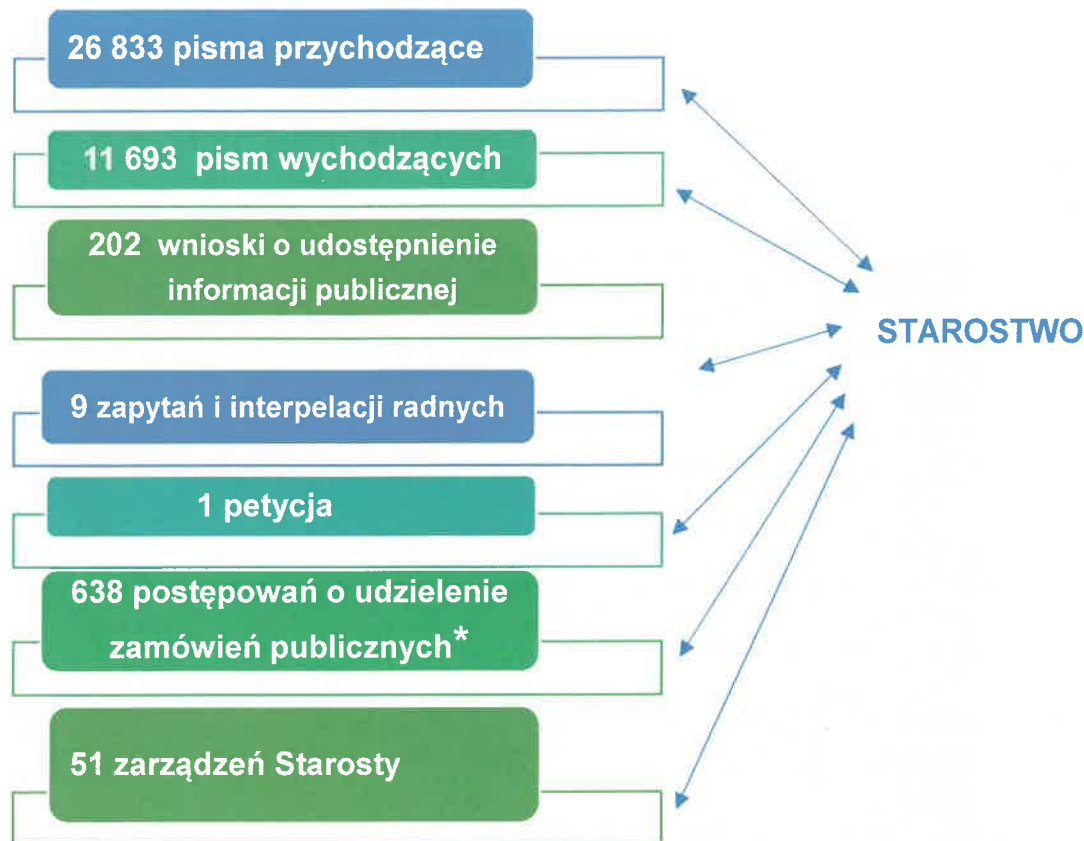 26 833 pisma przychodzące
11 693 pism wychodzących
202 wnioski o udostępnienie
informacji publicznej
STAROSTWO
9 zapytań i interpelacji radnych
1 petycja
638 postępowań o udzielenie
zamówień publicznych*
51 zarządzeń Starosty